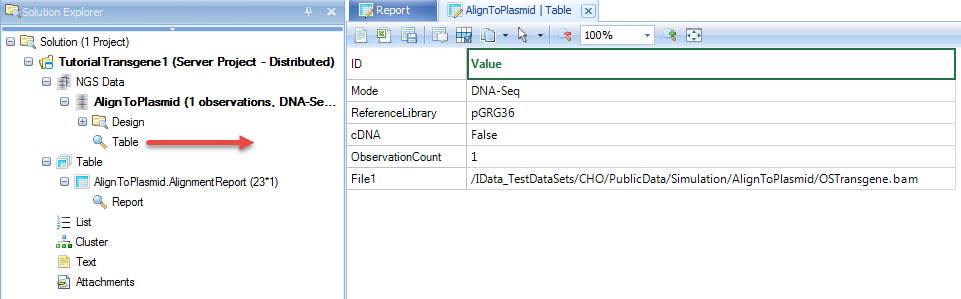 Solution Explorer
Solution (1 Project)
TutorialTransgene1 (Server Project - Distributed)
NGS Data
AlignToPlasmid (1 observations, DNA-Se...
Design
Table
Table
AlignToPlasmid.AlignmentReport (23*1)
Report
List
Cluster
Text
Attachments
Report
AlignToPlasmid | Table
100%
ID Value
Mode DNA-Seq
ReferenceLibrary pGRG36
cDNA False
ObservationCount 1
File1 /IData_TestDataSets/CHO/PublicData/Simulation/AlignToPlasmid/OSTransgene.bam